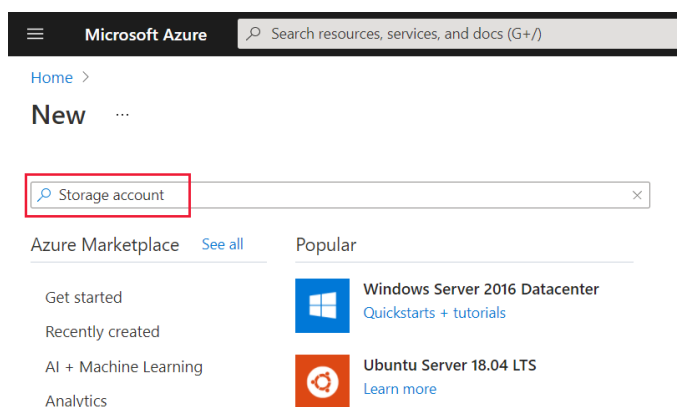 Microsoft Azure
Search resources, services, and docs (G+/)
Home >
New ...
Storage account
Azure Marketplace See all
Get started
Recently created
AI + Machine Learning
Analytics
Popular
Windows Server 2016 Datacenter
Quickstarts + tutorials
Ubuntu Server 18.04 LTS
Learn more